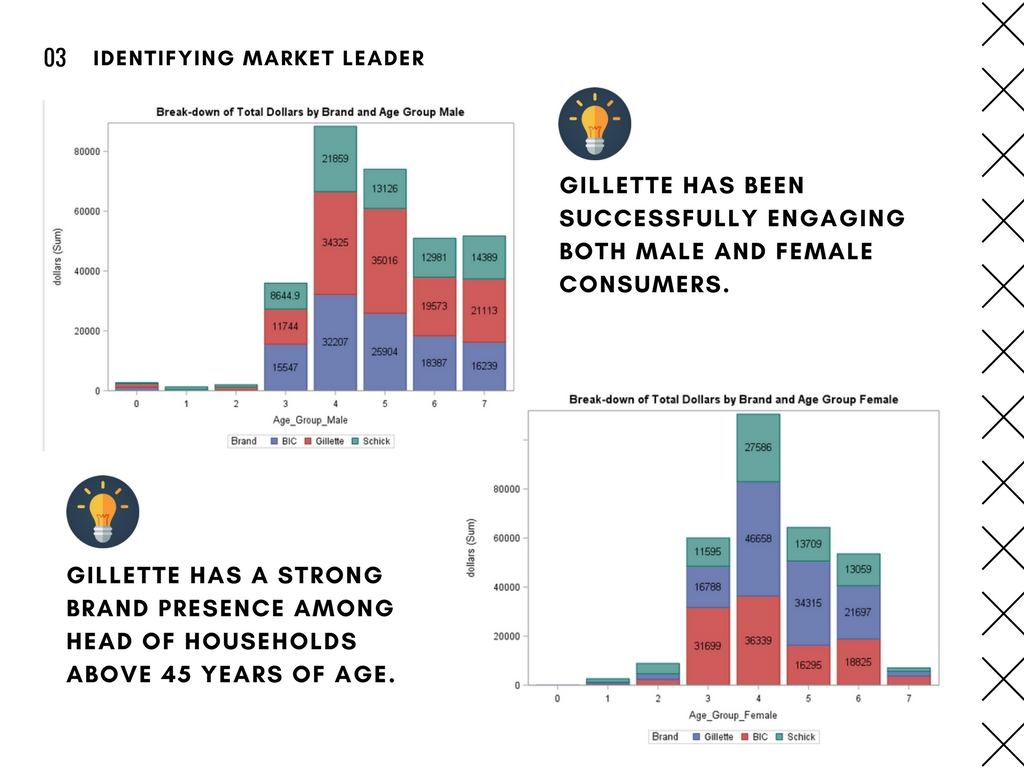 03 IDENTIFYING MARKET LEADER
Break-down of Total Dollars by Brand and Age Group Male
dollars (Sum)
80000
60000
40000
20000
0
8644.9
11744
15547
21859
34325
32207
13126
35016
25904
12981
19573
18387
14389
21113
16239
0 1 2 3 4 5 6 7
Age_Group_Male
Brand BIC Gillette Schick
GILLETTE HAS BEEN
SUCCESSFULLY ENGAGING
BOTH MALE AND FEMALE
CONSUMERS.
GILLETTE HAS A STRONG
BRAND PRESENCE AMONG
HEAD OF HOUSEHOLDS
ABOVE 45 YEARS OF AGE.
Break-down of Total Dollars by Brand and Age Group Female
dollars (Sum)
80000
60000
40000
20000
0
11595
16788
31699
27586
46658
36339
13709
34315
16295
13059
21697
18825
0 1 2 3 4 5 6 7
Age_Group_Female
Brand Gillette BIC Schick